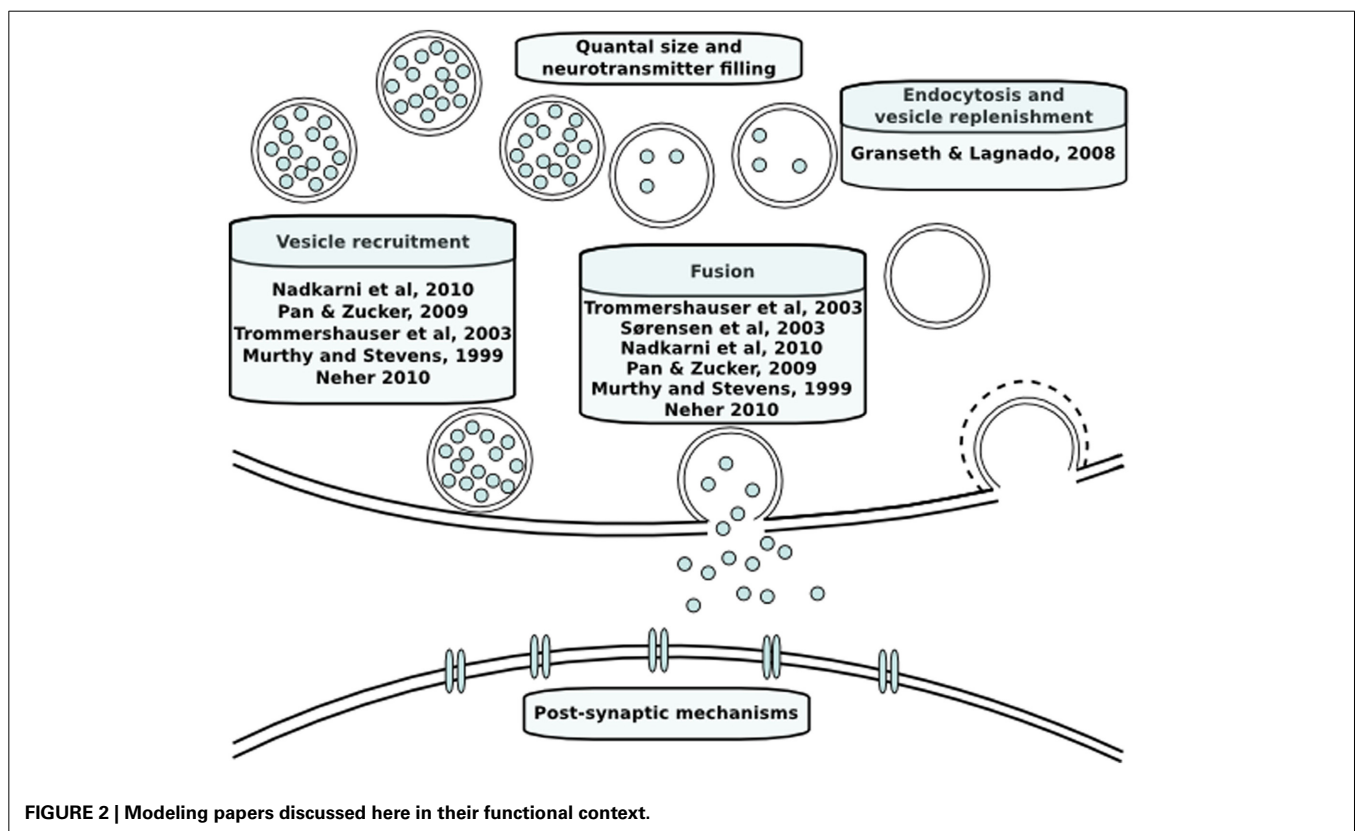 Quantal size and
neurotransmitter filling
Endocytosis and
vesicle replenishment
Granseth & Lagnado, 2008
Vesicle recruitment
Nadkarni et al, 2010
Pan & Zucker, 2009
Trommershauser et al, 2003
Murthy and Stevens, 1999
Neher 2010
Fusion
Trommershauser et al, 2003
Sørensen et al, 2003
Nadkarni et al, 2010
Pan & Zucker, 2009
Murthy and Stevens, 1999
Neher 2010
Post-synaptic mechanisms
FIGURE 2 | Modeling papers discussed here in their functional context.